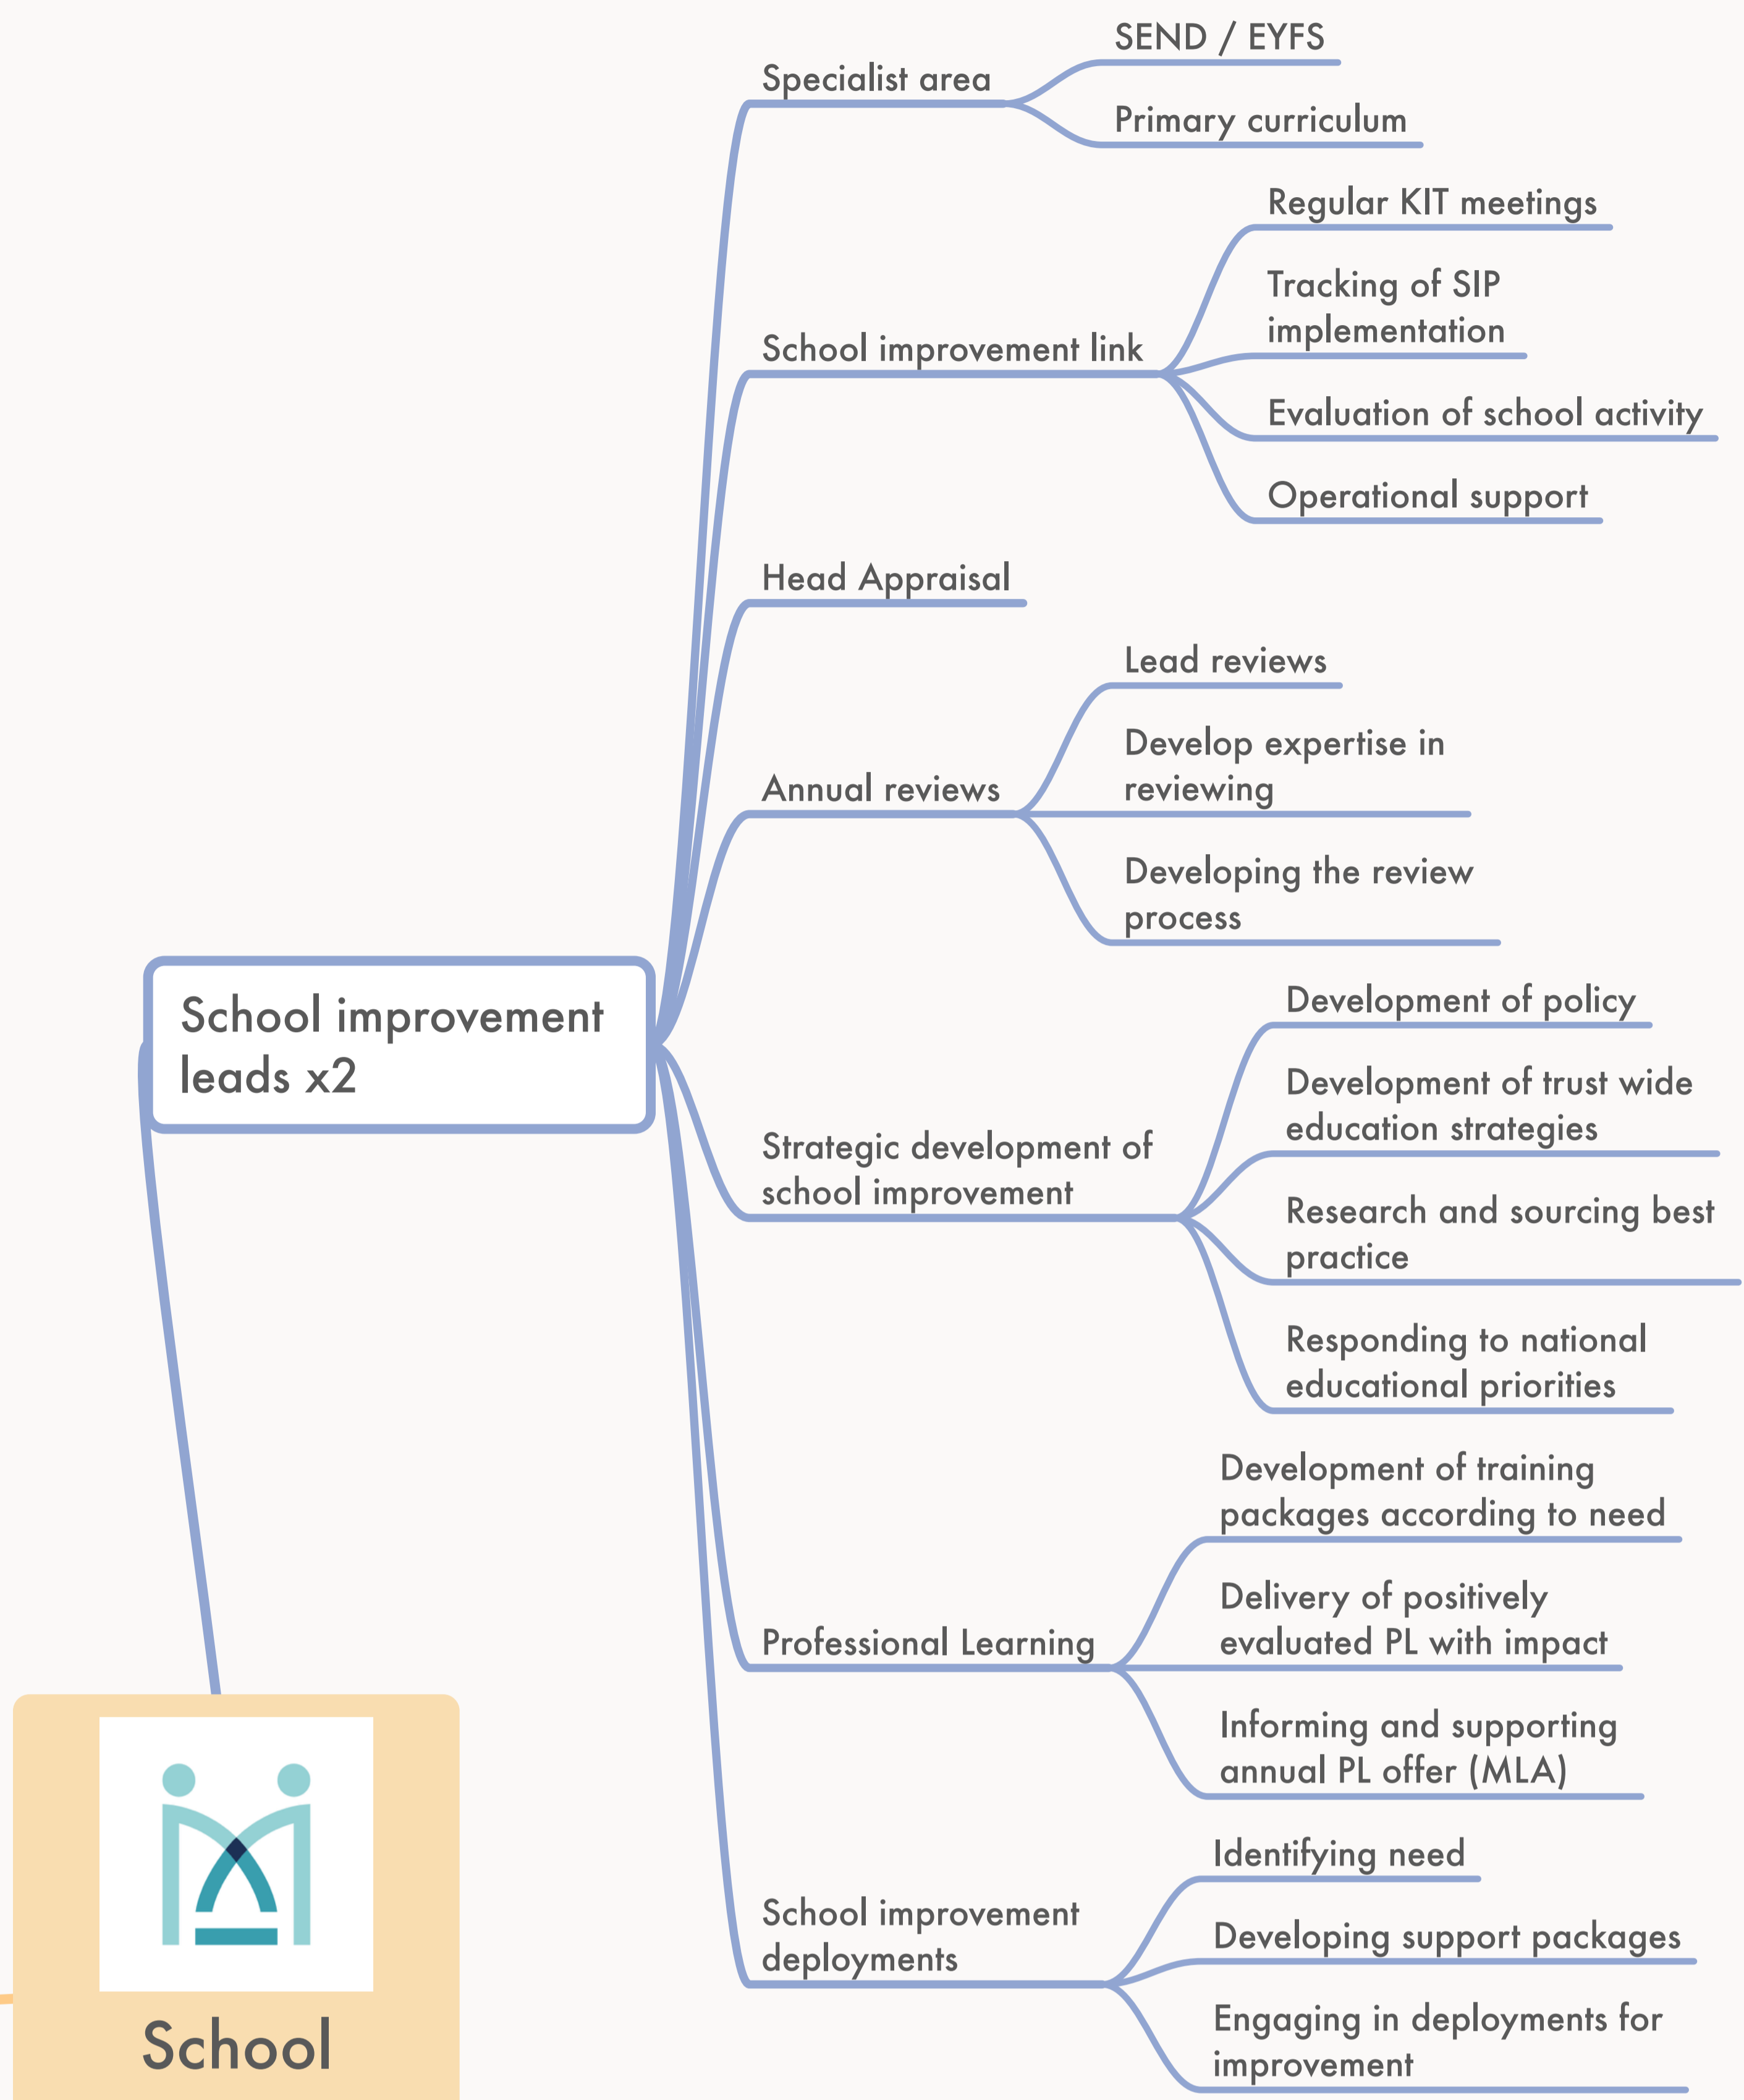 SEND / EYFS
Specialist area
Primary curriculum
Regular KIT meetings
Tracking of SIP
implementation
School improvement link
Evaluation of school activity
Operational support
Head Appraisal
Lead reviews
Develop expertise in
reviewing
Annual reviews
Developing the review
process
School improvement
leads x2
Development of policy
Development of trust wide
education strategies
Strategic development of
school improvement
Research and sourcing best
practice
Responding to national
educational priorities
Development of training
packages according to need
Delivery of positively
evaluated PL with impact
Professional Learning
Informing and supporting
annual PL offer (MLA)
Identifying need
School improvement
deployments
Developing support packages
Engaging in deployments for
improvement
School